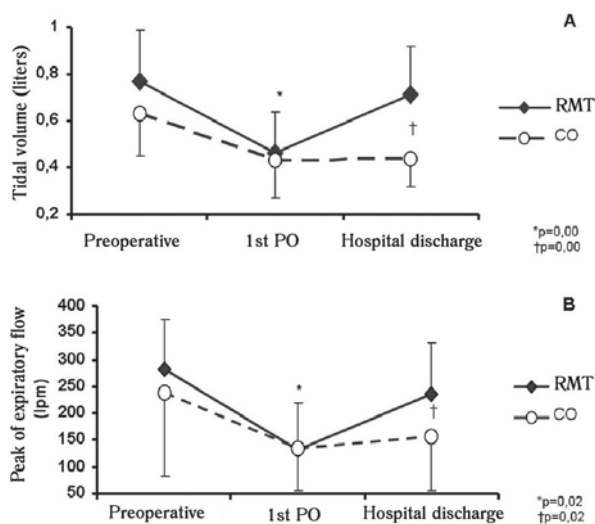 A
Tidal volume (liters)
1
0,8
0,6
0,4
0,2
*
†
Preoperative
1st PO
Hospital discharge
RMT
CO
*p=0,00
†p=0,00
B
Peak of expiratory flow
(lpm)
400
350
300
250
200
150
100
50
*
†
Preoperative
1st PO
Hospital discharge
RMT
CO
*p=0,02
†p=0,02